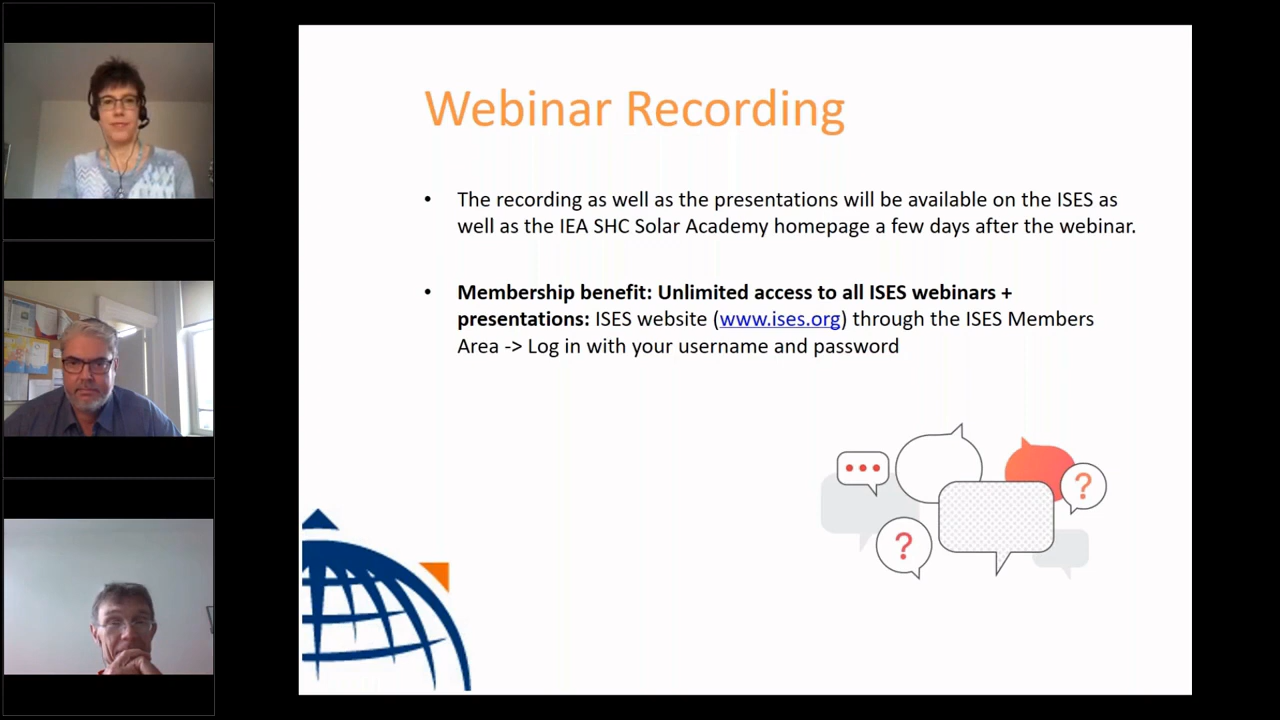 Webinar Recording
• The recording as well as the presentations will be available on the ISES as
well as the IEA SHC Solar Academy homepage a few days after the webinar.
• Membership benefit: Unlimited access to all ISES webinars +
presentations: ISES website (www.ises.org) through the ISES Members
Area -> Log in with your username and password
?
?